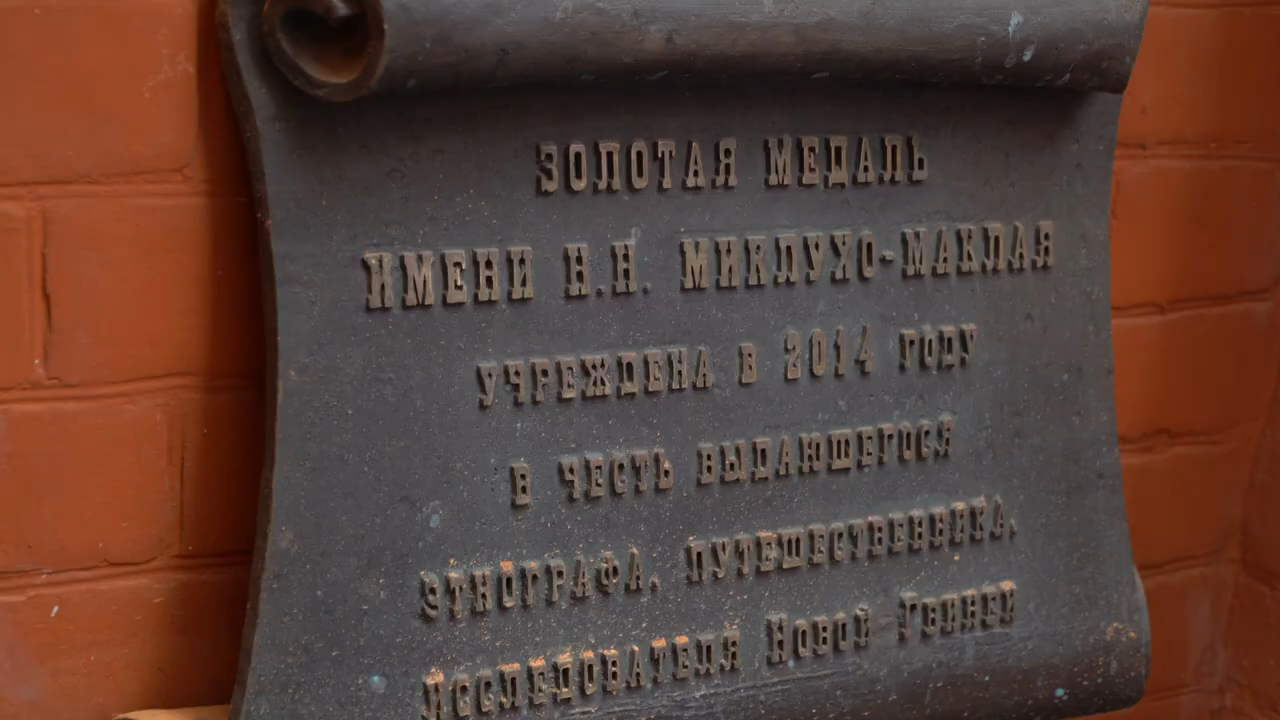 ЗОЛОТАЯ МЕДАЛЬ
ИМЕНИ Н.Н. МИКЛУХО-МАКЛАЯ
УЧРЕЖДЕНА В 2014 ГОДУ
В ЧЕСТЬ ВЫДАЮЩЕГОСЯ
ЭТНОГРАФА, ПУТЕШЕСТВЕННИКА,
ИССЛЕДОВАТЕЛЯ НОВОЙ ГВИНЕИ